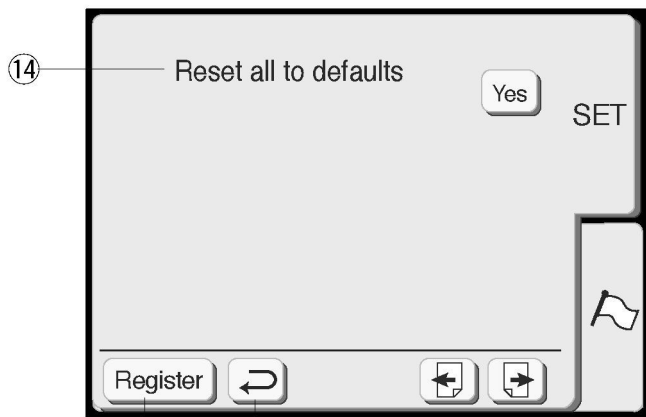 ⑭ Reset all to defaults
Yes
SET
Register